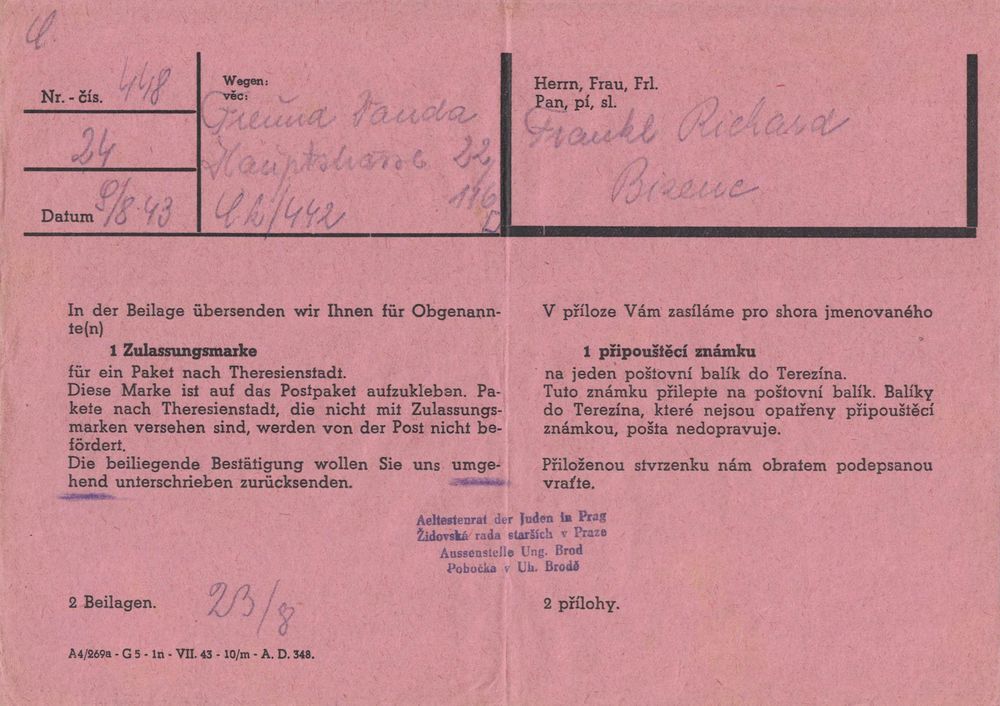 Nr. - čís. 448
24
Datum 9/8 43
Wegen:
věc:
Vanda
Hauptstrasse 22
116
442
Herrn, Frau, Frl.
Pan, pí, sl.
Frankl Richard
Bisenc
In der Beilage übersenden wir Ihnen für Obgenann-
te(n)
1 Zulassungsmarke
für ein Paket nach Theresienstadt.
Diese Marke ist auf das Postpaket aufzukleben. Pa-
kete nach Theresienstadt, die nicht mit Zulassungs-
marken versehen sind, werden von der Post nicht be-
fördert.
Die beiliegende Bestätigung wollen Sie uns umge-
hend unterschrieben zurücksenden.
V příloze Vám zasíláme pro shora jmenovaného
1 připouštěcí známku
na jeden poštovní balík do Terezína.
Tuto známku přilepte na poštovní balík. Balíky
do Terezína, které nejsou opatřeny připouštěcí
známkou, pošta nedopravuje.
Přiloženou stvrzenku nám obratem podepsanou
vraťte.
Aeltestenrat der Juden in Prag
Židovská rada starších v Praze
Aussenstelle Ung. Brod
Pobočka v Uh. Brodě
2 Beilagen. 23/8
2 přílohy.
A4/269a - G 5 - 1n - VII. 43 - 10/m - A. D. 348.